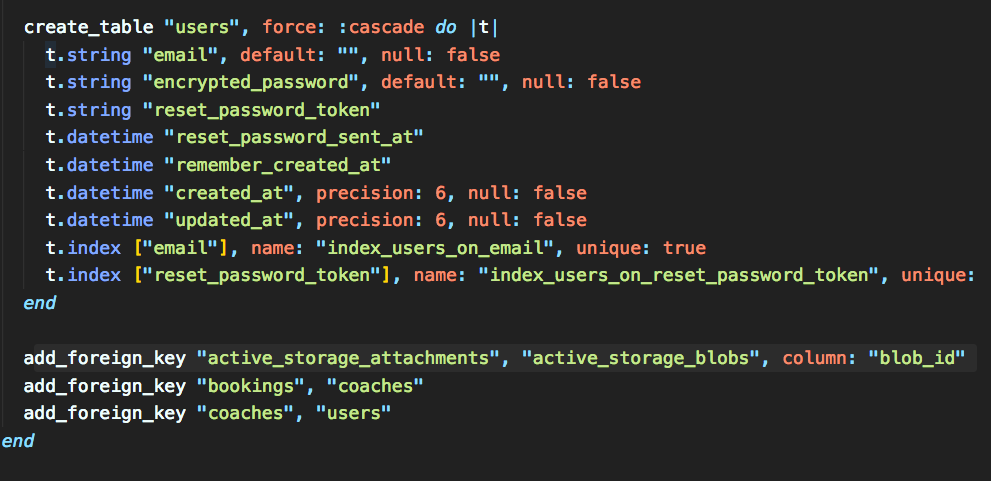 create_table "users", force: :cascade do |t|
t.string "email", default: "", null: false
t.string "encrypted_password", default: "", null: false
t.string "reset_password_token"
t.datetime "reset_password_sent_at"
t.datetime "remember_created_at"
t.datetime "created_at", precision: 6, null: false
t.datetime "updated_at", precision: 6, null: false
t.index ["email"], name: "index_users_on_email", unique: true
t.index ["reset_password_token"], name: "index_users_on_reset_password_token", unique:
end
add_foreign_key "active_storage_attachments", "active_storage_blobs", column: "blob_id"
add_foreign_key "bookings", "coaches"
add_foreign_key "coaches", "users"
end